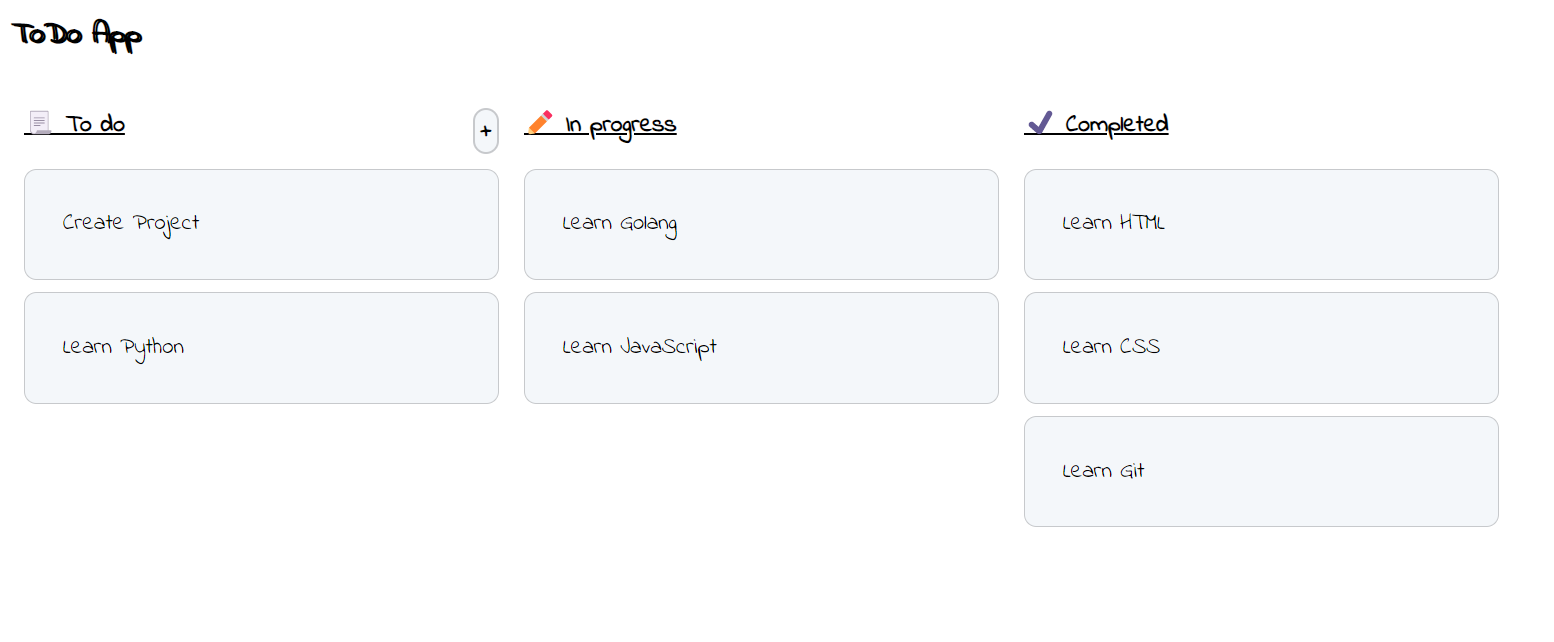 ToDo App
To do
+
Create Project
Learn Python
In progress
Learn Golang
Learn JavaScript
Completed
Learn HTML
Learn CSS
Learn Git